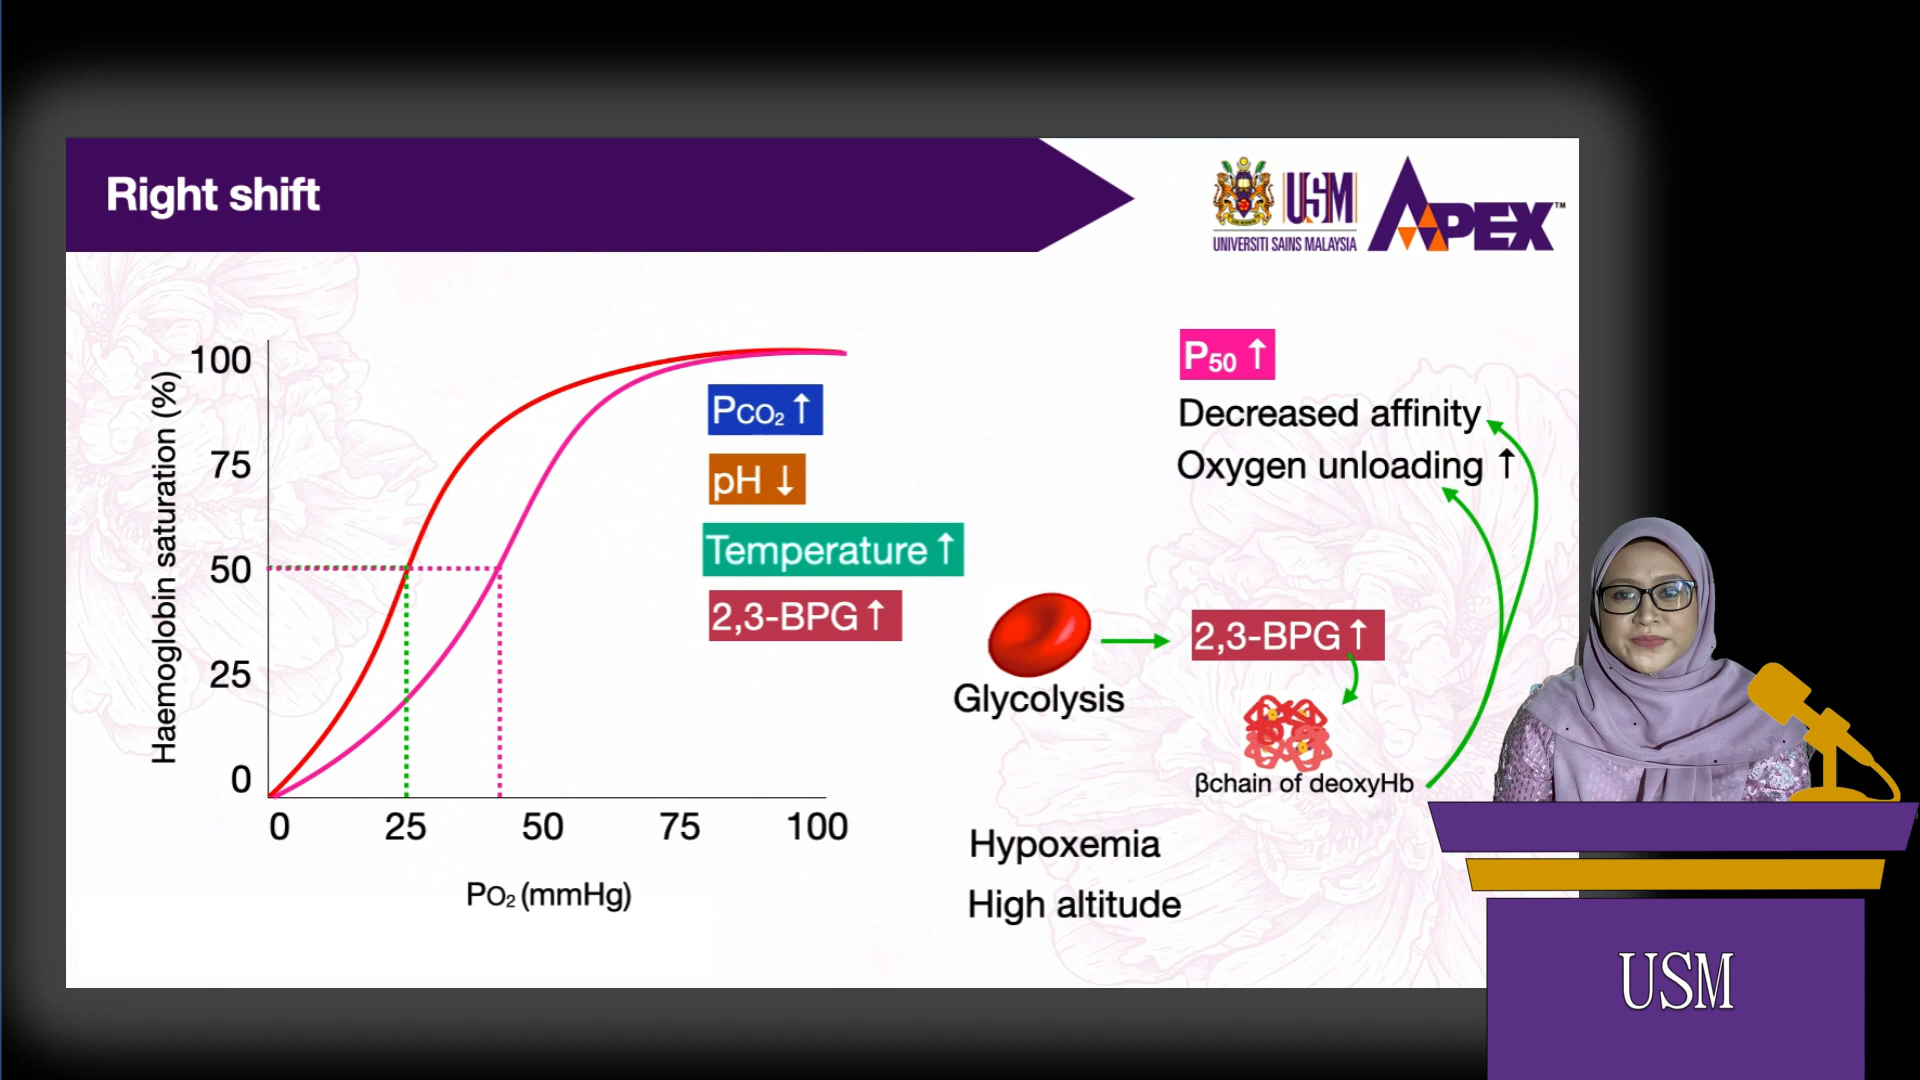 Right shift
USM
UNIVERSITI SAINS MALAYSIA
APEX™
Haemoglobin saturation (%)
100
75
50
25
0
0 25 50 75 100
PO₂ (mmHg)
PCO₂ ↑
pH ↓
Temperature ↑
2,3-BPG ↑
P₅₀ ↑
Decreased affinity
Oxygen unloading ↑
Glycolysis
2,3-BPG ↑
βchain of deoxyHb
Hypoxemia
High altitude
USM